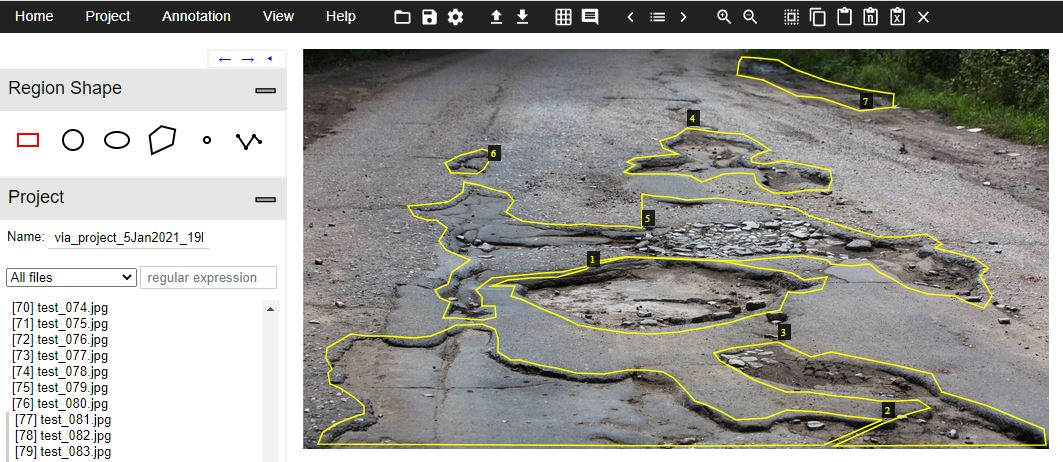 Home Project Annotation View Help
Region Shape
Project
Name: via_project_5Jan2021_19l
All files regular expression
[70] test_074.jpg
[71] test_075.jpg
[72] test_076.jpg
[73] test_077.jpg
[74] test_078.jpg
[75] test_079.jpg
[76] test_080.jpg
[77] test_081.jpg
[78] test_082.jpg
[79] test_083.jpg
7
4
6
5
1
3
2